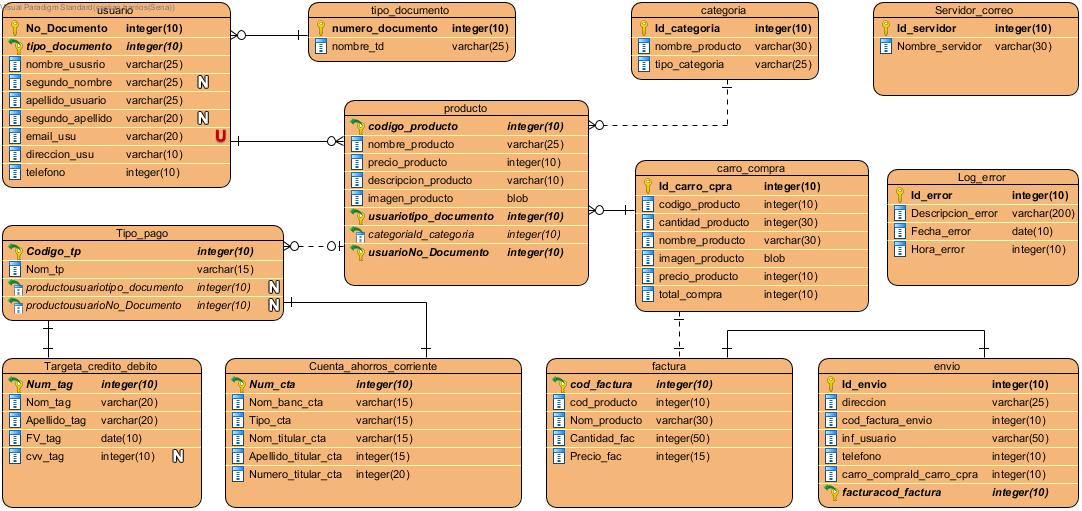 Visual Paradigm Standard(
(Sena))
usuario
No_Documento integer(10)
tipo_documento integer(10)
nombre_ususrio varchar(25)
segundo_nombre varchar(25) N
apellido_usuario varchar(25)
segundo_apellido varchar(20) N
email_usu varchar(20) U
direccion_usu varchar(10)
telefono integer(10)
tipo_documento
numero_documento integer(10)
nombre_td varchar(25)
categoria
Id_categoria integer(10)
nombre_producto varchar(30)
tipo_categoria varchar(25)
Servidor_correo
Id_servidor integer(10)
Nombre_servidor varchar(30)
producto
codigo_producto integer(10)
nombre_producto varchar(25)
precio_producto integer(10)
descripcion_producto varchar(10)
imagen_producto blob
usuariotipo_documento integer(10)
categoriaId_categoria integer(10)
usuarioNo_Documento integer(10)
carro_compra
Id_carro_cpra integer(10)
codigo_producto integer(10)
cantidad_producto integer(30)
nombre_producto varchar(30)
imagen_producto blob
precio_producto integer(10)
total_compra integer(10)
Log_error
Id_error integer(10)
Descripcion_error varchar(200)
Fecha_error date(10)
Hora_error integer(10)
Tipo_pago
Codigo_tp integer(10)
Nom_tp varchar(15)
productousuariotipo_documento integer(10) N
productousuarioNo_Documento integer(10) N
Targeta_credito_debito
Num_tag integer(10)
Nom_tag varchar(20)
Apellido_tag varchar(20)
FV_tag date(10)
cvv_tag integer(10) N
Cuenta_ahorros_corriente
Num_cta integer(10)
Nom_banc_cta varchar(15)
Tipo_cta varchar(15)
Nom_titular_cta varchar(15)
Apellido_titular_cta integer(15)
Numero_titular_cta integer(20)
factura
cod_factura integer(10)
cod_producto integer(10)
Nom_producto varchar(30)
Cantidad_fac integer(50)
Precio_fac integer(15)
envio
Id_envio integer(10)
direccion varchar(25)
cod_factura_envio integer(10)
inf_usuario varchar(50)
telefono integer(10)
carro_compraId_carro_cpra integer(10)
facturacod_factura integer(10)